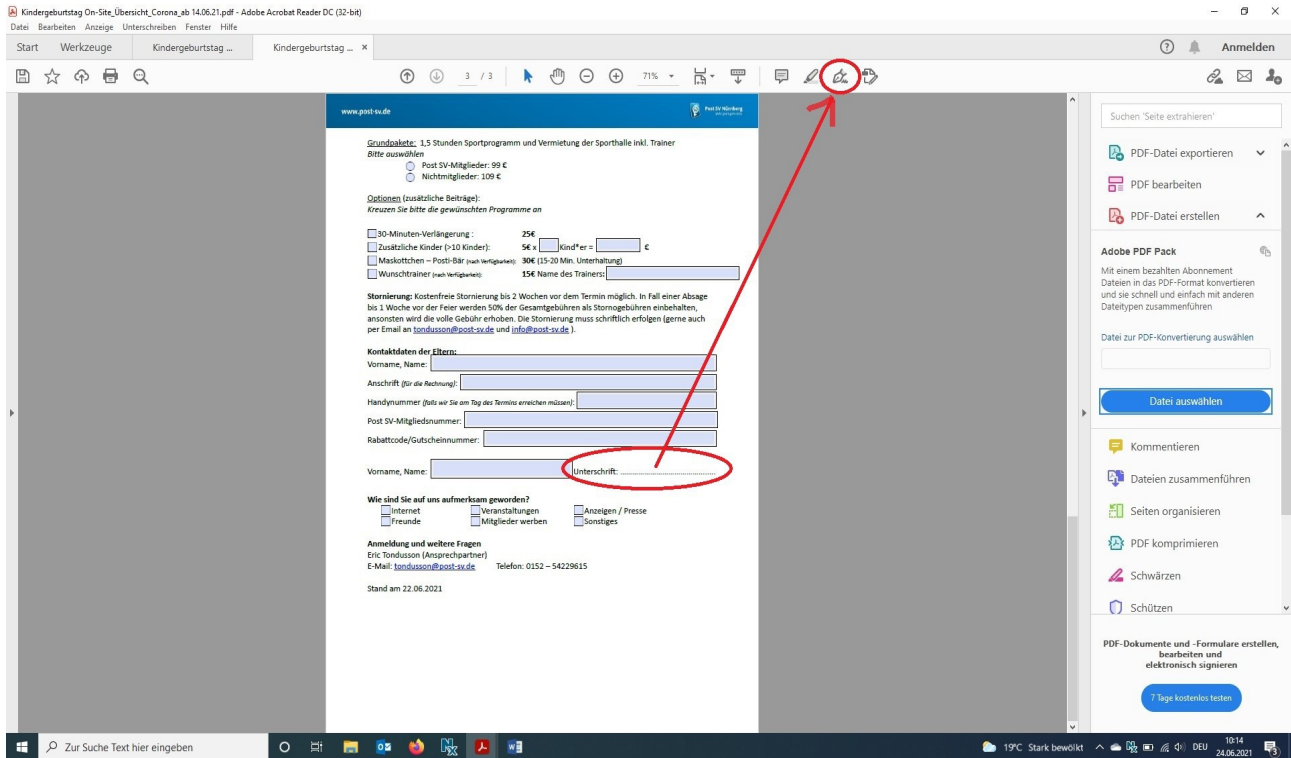 Kindergeburtstag On-Site_Übersicht_Corona_ab 14.06.21.pdf - Adobe Acrobat Reader DC (32-bit)
Datei Bearbeiten Anzeige Unterschreiben Fenster Hilfe
Start Werkzeuge Kindergeburtstag ... Kindergeburtstag ... × Anmelden
3 / 3 71%
www.post-sv.de Post SV Nürnberg
Grundpakete: 1,5 Stunden Sportprogramm und Vermietung der Sporthalle inkl. Trainer
Bitte auswählen
Post SV-Mitglieder: 99 €
Nichtmitglieder: 109 €
Optionen (zusätzliche Beiträge):
Kreuzen Sie bitte die gewünschten Programme an
30-Minuten-Verlängerung : 25€
Zusätzliche Kinder (>10 Kinder): 5€ x Kind*er = €
Maskottchen – Posti-Bär (nach Verfügbarkeit): 30€ (15-20 Min. Unterhaltung)
Wunschtrainer (nach Verfügbarkeit): 15€ Name des Trainers:
Stornierung: Kostenfreie Stornierung bis 2 Wochen vor dem Termin möglich. In Fall einer Absage
bis 1 Woche vor der Feier werden 50% der Gesamtgebühren als Stornogebühren einbehalten,
ansonsten wird die volle Gebühr erhoben. Die Stornierung muss schriftlich erfolgen (gerne auch
per Email an tondusson@post-sv.de und info@post-sv.de ).
Kontaktdaten der Eltern:
Vorname, Name:
Anschrift (für die Rechnung):
Handynummer (falls wir Sie am Tag des Termins erreichen müssen):
Post SV-Mitgliedsnummer:
Rabattcode/Gutscheinnummer:
Vorname, Name: Unterschrift: ................................................
Wie sind Sie auf uns aufmerksam geworden?
Internet Veranstaltungen Anzeigen / Presse
Freunde Mitglieder werben Sonstiges
Anmeldung und weitere Fragen
Eric Tondusson (Ansprechpartner)
E-Mail: tondusson@post-sv.de Telefon: 0152 – 54229615
Stand am 22.06.2021
Suchen 'Seite extrahieren'
PDF-Datei exportieren
PDF bearbeiten
PDF-Datei erstellen
Adobe PDF Pack
Mit einem bezahlten Abonnement
Dateien in das PDF-Format konvertieren
und sie schnell und einfach mit anderen
Dateitypen zusammenführen
Datei zur PDF-Konvertierung auswählen
Datei auswählen
Kommentieren
Dateien zusammenführen
Seiten organisieren
PDF komprimieren
Schwärzen
Schützen
PDF-Dokumente und -Formulare erstellen,
bearbeiten und
elektronisch signieren
7 Tage kostenlos testen
Zur Suche Text hier eingeben
19°C Stark bewölkt DEU 10:14
24.06.2021